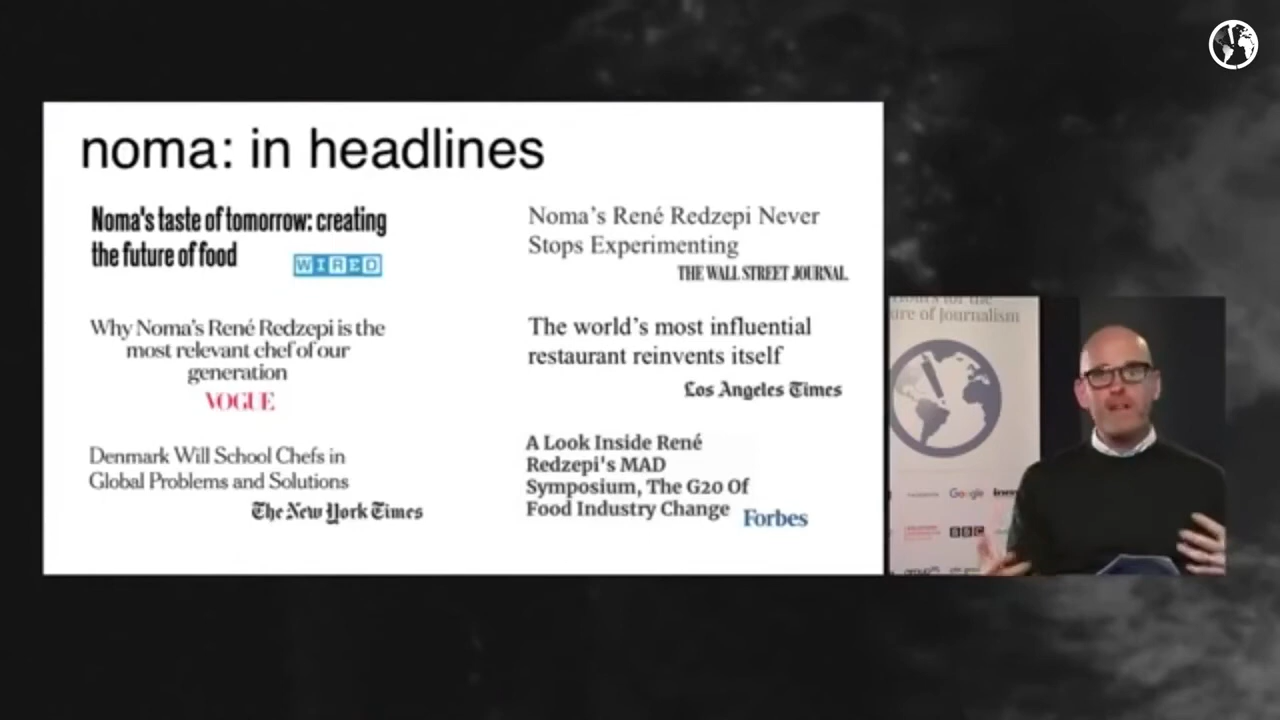 noma: in headlines
Noma's taste of tomorrow: creating
the future of food
WIRED
Noma's René Redzepi Never
Stops Experimenting
THE WALL STREET JOURNAL.
Why Noma's René Redzepi is the
most relevant chef of our
generation
VOGUE
The world's most influential
restaurant reinvents itself
Los Angeles Times
Denmark Will School Chefs in
Global Problems and Solutions
The New York Times
A Look Inside René
Redzepi's MAD
Symposium, The G20 Of
Food Industry Change
Forbes
for the
of Journalism
Google
BBC